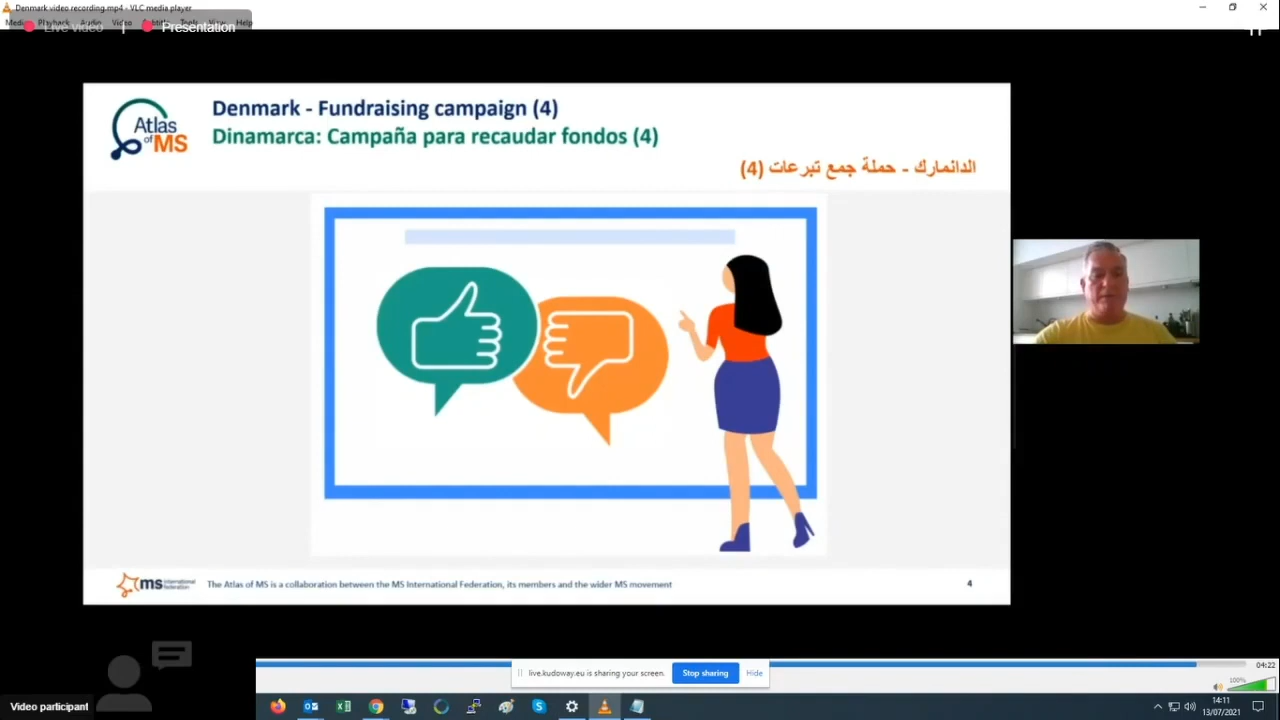 Denmark video recording.mp4 - VLC media player
Media Playback Audio Video Subtitle Tools View Help
Live video | Presentation
Atlas
of
MS
Denmark - Fundraising campaign (4)
Dinamarca: Campaña para recaudar fondos (4)
الدانمارك - حملة جمع تبرعات (4)
ms international
federation
The Atlas of MS is a collaboration between the MS International Federation, its members and the wider MS movement
4
04:22
live.kudoway.eu is sharing your screen.
Stop sharing
Hide
100%
Video participant
14:11
13/07/2021